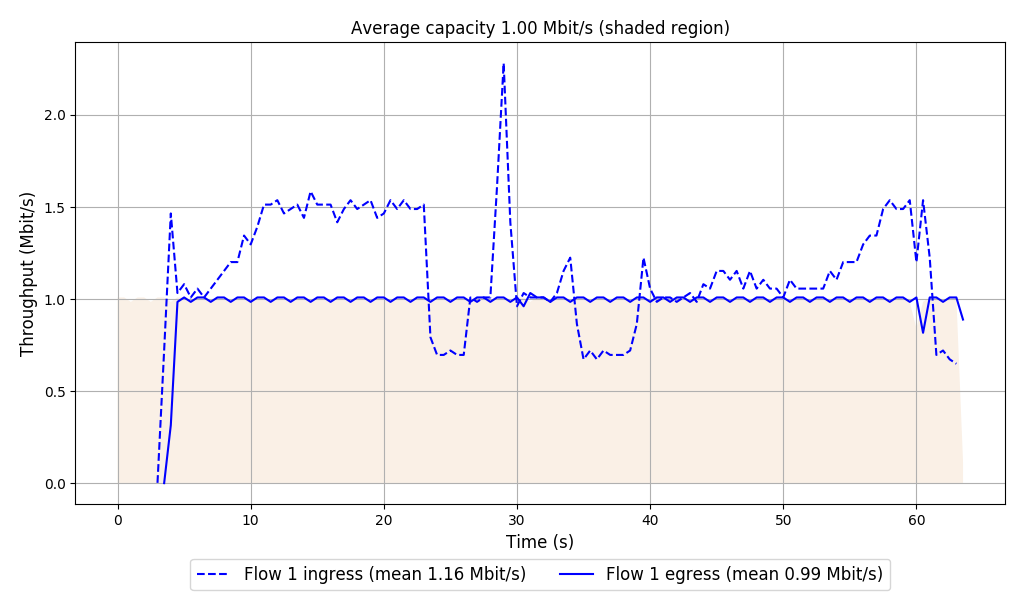 Average capacity 1.00 Mbit/s (shaded region)
Throughput (Mbit/s)
2.0
1.5
1.0
0.5
0.0
0 10 20 30 40 50 60
Time (s)
Flow 1 ingress (mean 1.16 Mbit/s) Flow 1 egress (mean 0.99 Mbit/s)